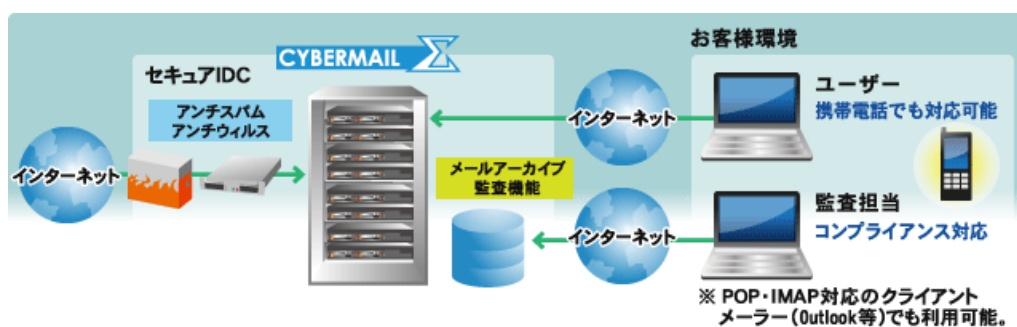 お客様環境
CYBERMAIL Σ
セキュアIDC
アンチスパム
アンチウィルス
ユーザー
携帯電話でも対応可能
インターネット
インターネット
メールアーカイブ
監査機能
監査担当
コンプライアンス対応
インターネット
※ POP・IMAP対応のクライアント
メーラー(Outlook等)でも利用可能。